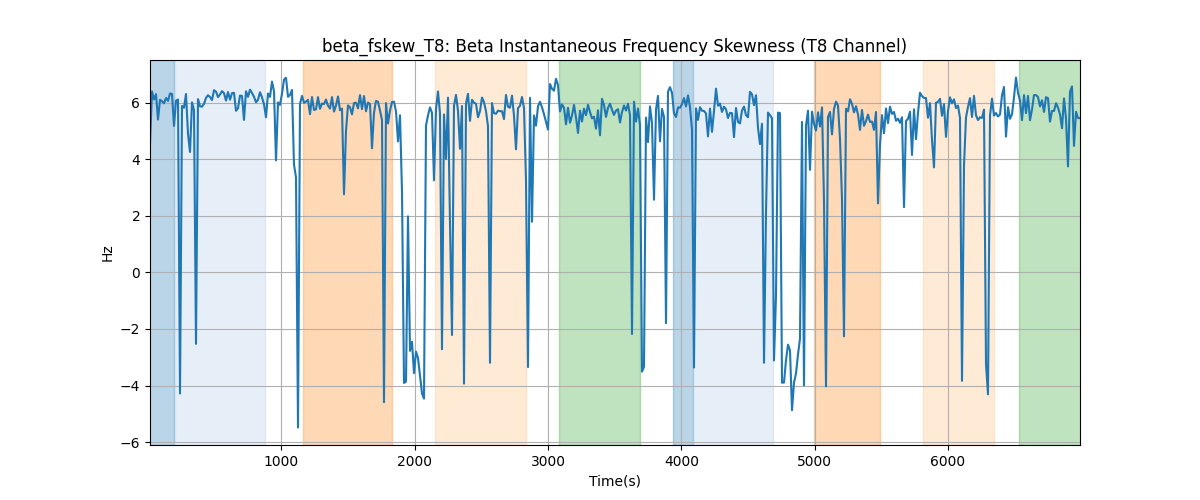 beta_fskew_T8: Beta Instantaneous Frequency Skewness (T8 Channel)
6
4
2
0
−2
−4
−6
Hz
1000 2000 3000 4000 5000 6000
Time(s)